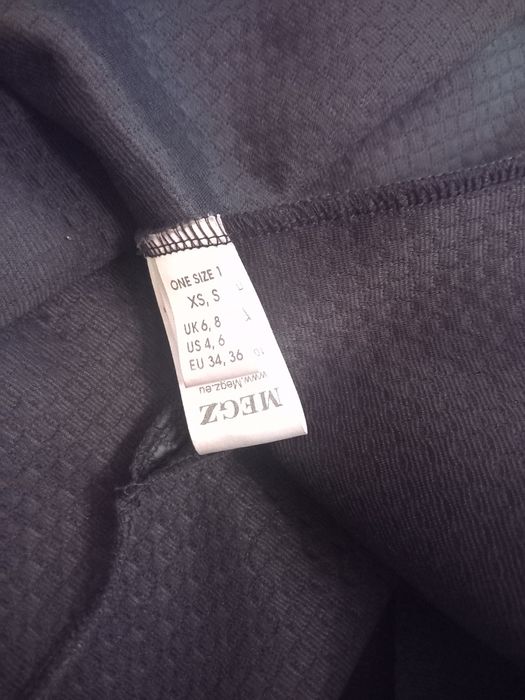 ONE SIZE 1
XS, S
UK 6, 8
US 4, 6
EU 34, 36
www.Megz.eu
MEGZ